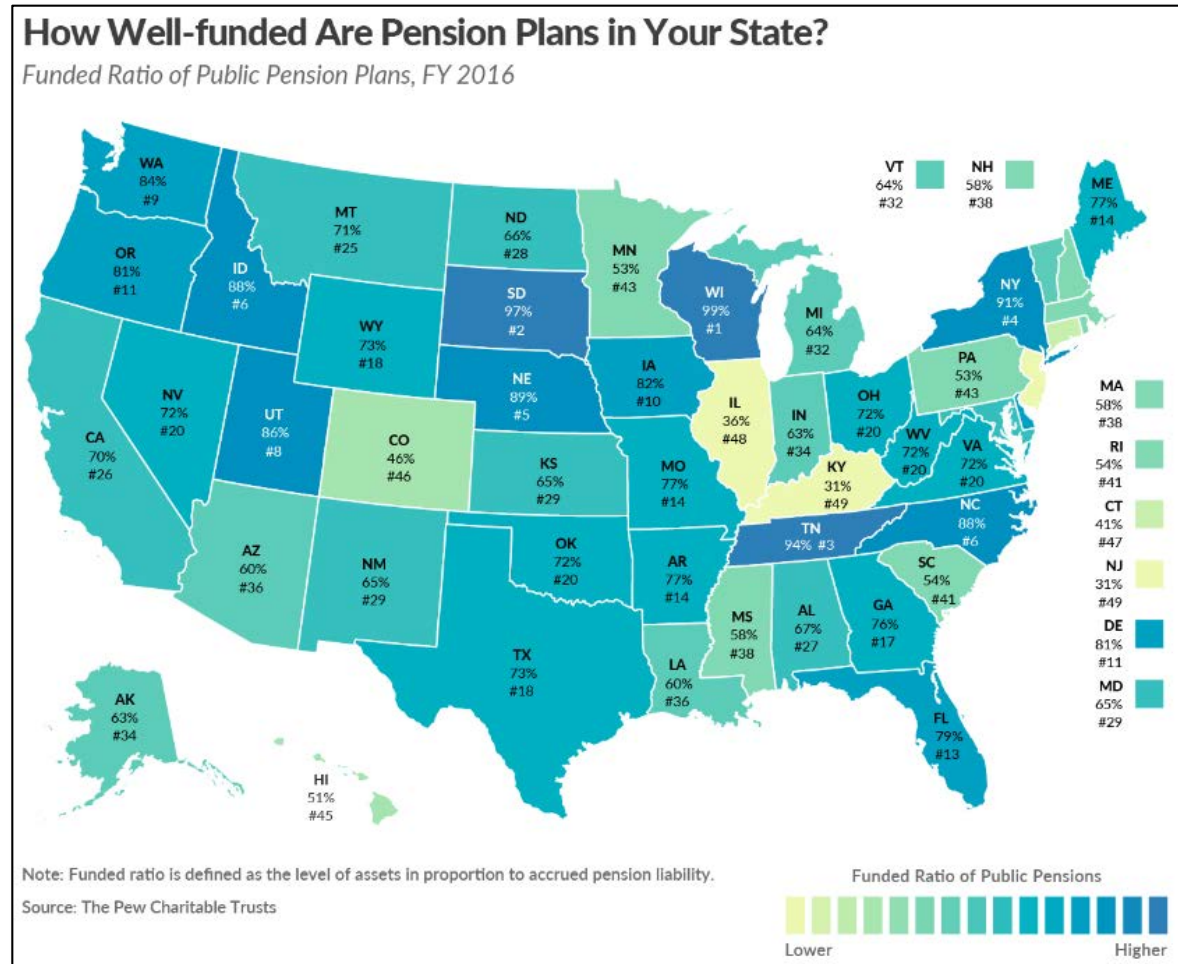 How Well-funded Are Pension Plans in Your State?
Funded Ratio of Public Pension Plans, FY 2016
WA
84%
#9
OR
81%
#11
CA
70%
#26
NV
72%
#20
ID
88%
#6
MT
71%
#25
WY
73%
#18
UT
86%
#8
AZ
60%
#36
CO
46%
#46
NM
65%
#29
ND
66%
#28
SD
97%
#2
NE
89%
#5
KS
65%
#29
OK
72%
#20
TX
73%
#18
MN
53%
#43
IA
82%
#10
MO
77%
#14
AR
77%
#14
LA
60%
#36
WI
99%
#1
IL
36%
#48
MI
64%
#32
IN
63%
#34
OH
72%
#20
KY
31%
#49
TN
94% #3
MS
58%
#38
AL
67%
#27
GA
76%
#17
FL
79%
#13
SC
54%
#41
NC
88%
#6
WV
72%
#20
VA
72%
#20
PA
53%
#43
NY
91%
#4
VT
64%
#32
NH
58%
#38
ME
77%
#14
MA
58%
#38
RI
54%
#41
CT
41%
#47
NJ
31%
#49
DE
81%
#11
MD
65%
#29
AK
63%
#34
HI
51%
#45
Note: Funded ratio is defined as the level of assets in proportion to accrued pension liability.
Source: The Pew Charitable Trusts
Funded Ratio of Public Pensions
Lower
Higher